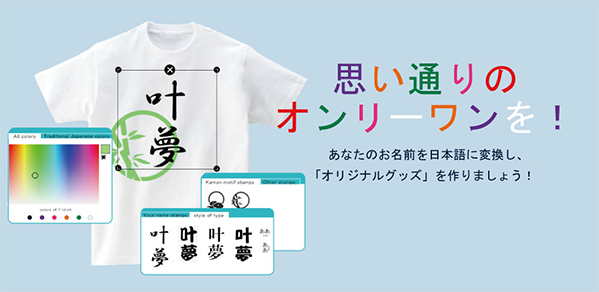 叶夢
思い通りの
オンリーワンを！
あなたのお名前を日本語に変換し、
「オリジナルグッズ」を作りましょう！
All colors
Traditional Japanese colors
colors of T-shirt
Kamon motif stamps
Other stamps
Your name stamps
style of type
叶夢
叶夢
叶夢
叶夢